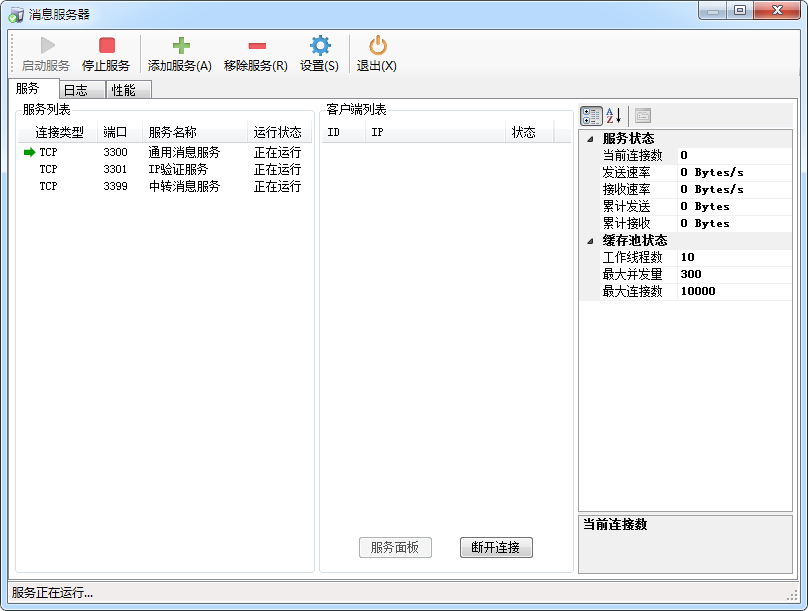 消息服务器
启动服务 停止服务 添加服务(A) 移除服务(R) 设置(S) 退出(X)
服务 日志 性能
服务列表
连接类型 端口 服务名称 运行状态
TCP 3300 通用消息服务 正在运行
TCP 3301 IP验证服务 正在运行
TCP 3399 中转消息服务 正在运行
客户端列表
ID IP 状态
服务面板 断开连接
服务状态
当前连接数 0
发送速率 0 Bytes/s
接收速率 0 Bytes/s
累计发送 0 Bytes
累计接收 0 Bytes
缓存池状态
工作线程数 10
最大并发量 300
最大连接数 10000
当前连接数
服务正在运行...